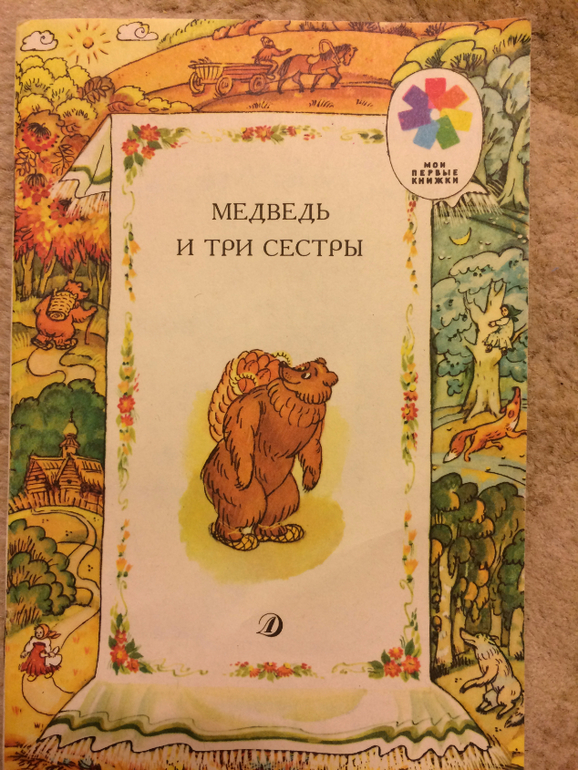 МОИ
ПЕРВЫЕ
КНИЖКИ
МЕДВЕДЬ
И ТРИ СЕСТРЫ
Д